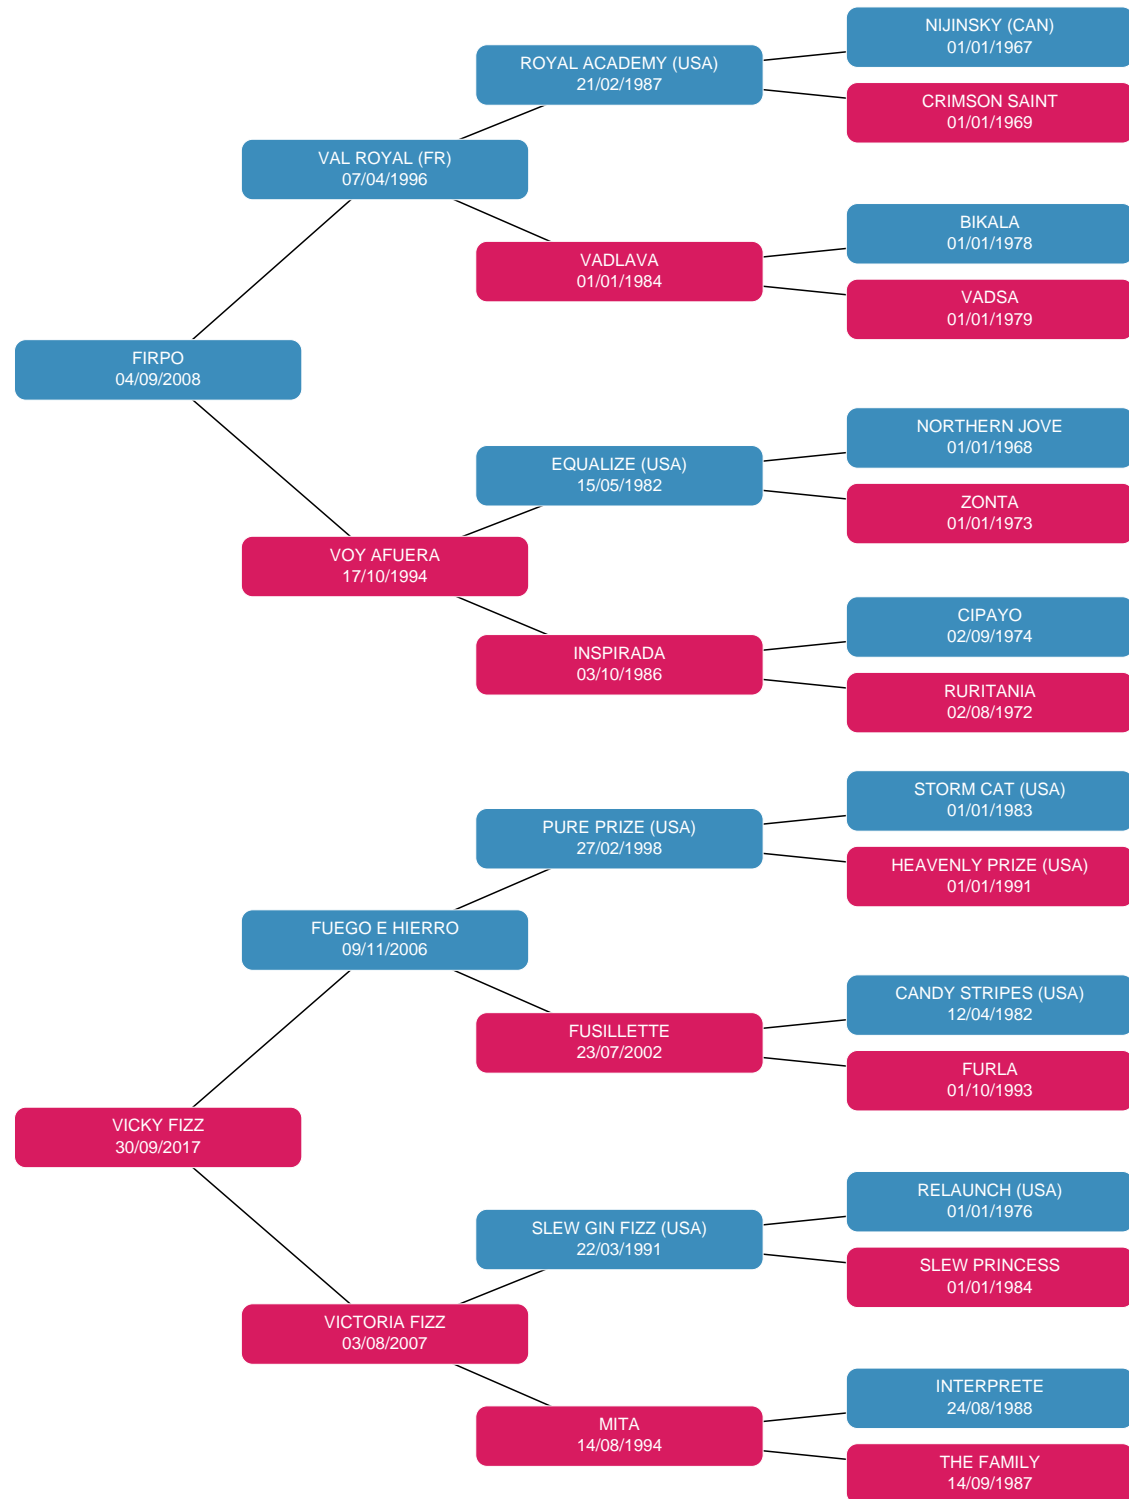 NIJINSKY (CAN)
01/01/1967
ROYAL ACADEMY (USA)
21/02/1987
CRIMSON SAINT
01/01/1969
VAL ROYAL (FR)
07/04/1996
BIKALA
01/01/1978
VADLAVA
01/01/1984
VADSA
01/01/1979
FIRPO
04/09/2008
NORTHERN JOVE
01/01/1968
EQUALIZE (USA)
15/05/1982
ZONTA
01/01/1973
VOY AFUERA
17/10/1994
CIPAYO
02/09/1974
INSPIRADA
03/10/1986
RURITANIA
02/08/1972
STORM CAT (USA)
01/01/1983
PURE PRIZE (USA)
27/02/1998
HEAVENLY PRIZE (USA)
01/01/1991
FUEGO E HIERRO
09/11/2006
CANDY STRIPES (USA)
12/04/1982
FUSILLETTE
23/07/2002
FURLA
01/10/1993
VICKY FIZZ
30/09/2017
RELAUNCH (USA)
01/01/1976
SLEW GIN FIZZ (USA)
22/03/1991
SLEW PRINCESS
01/01/1984
VICTORIA FIZZ
03/08/2007
INTERPRETE
24/08/1988
MITA
14/08/1994
THE FAMILY
14/09/1987